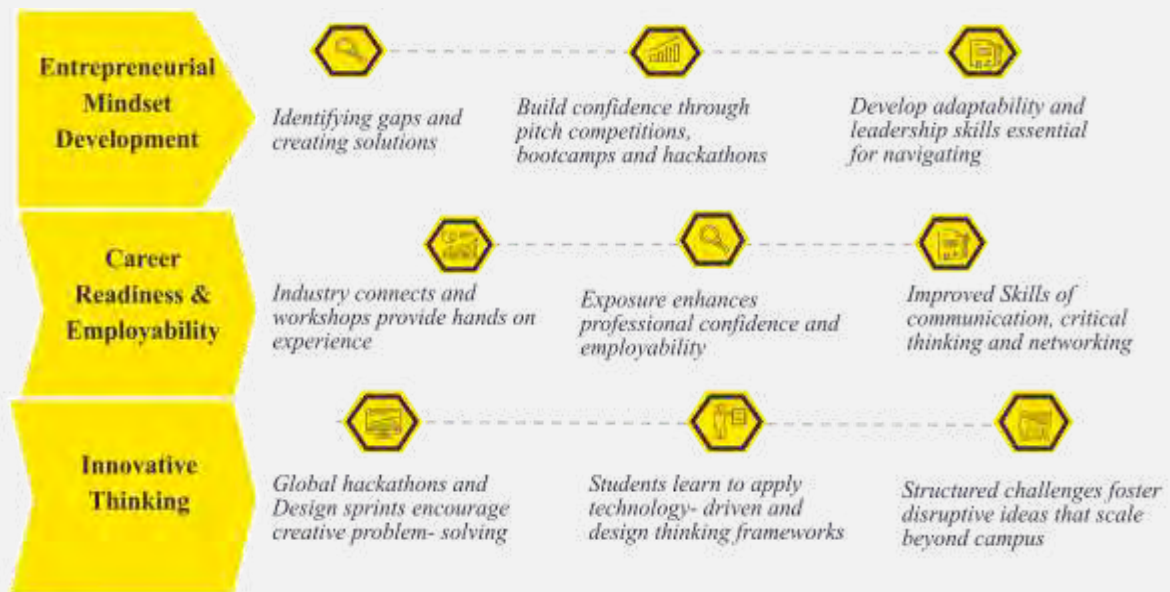 Entrepreneurial
Mindset
Development
Identifying gaps and
creating solutions
Build confidence through
pitch competitions,
bootcamps and hackathons
Develop adaptability and
leadership skills essential
for navigating
Career
Readiness &
Employability
Industry connects and
workshops provide hands on
experience
Exposure enhances
professional confidence and
employability
Improved Skills of
communication, critical
thinking and networking
Innovative
Thinking
Global hackathons and
Design sprints encourage
creative problem- solving
Students learn to apply
technology- driven and
design thinking frameworks
Structured challenges foster
disruptive ideas that scale
beyond campus